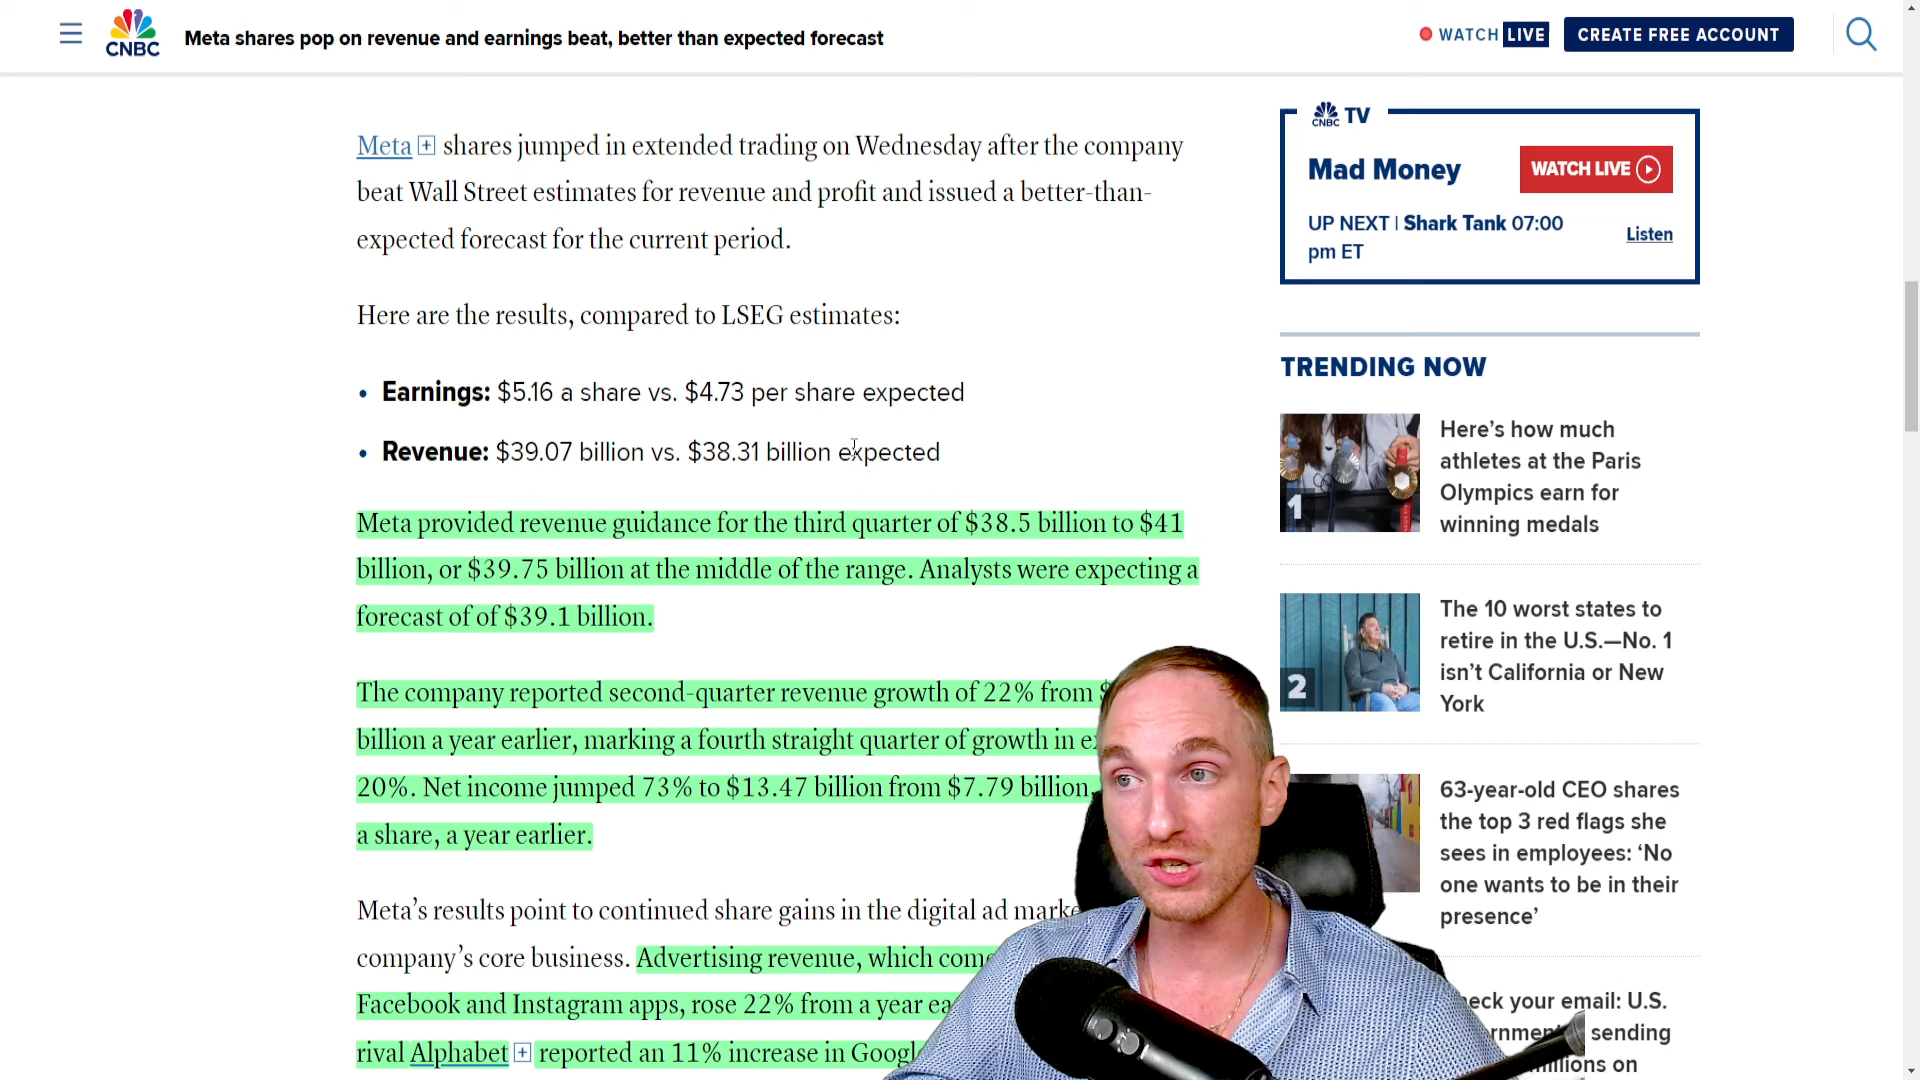 CNBC
Meta shares pop on revenue and earnings beat, better than expected forecast
WATCH LIVE
CREATE FREE ACCOUNT
Meta shares jumped in extended trading on Wednesday after the company
beat Wall Street estimates for revenue and profit and issued a better-than-
expected forecast for the current period.
Here are the results, compared to LSEG estimates:
• Earnings: $5.16 a share vs. $4.73 per share expected
• Revenue: $39.07 billion vs. $38.31 billion expected
Meta provided revenue guidance for the third quarter of $38.5 billion to $41
billion, or $39.75 billion at the middle of the range. Analysts were expecting a
forecast of of $39.1 billion.
The company reported second-quarter revenue growth of 22% from
billion a year earlier, marking a fourth straight quarter of growth in
20%. Net income jumped 73% to $13.47 billion from $7.79 billion,
a share, a year earlier.
Meta’s results point to continued share gains in the digital ad
company’s core business. Advertising revenue, which
Facebook and Instagram apps, rose 22% from a year
rival Alphabet reported an 11% increase in
CNBC TV
Mad Money
WATCH LIVE
UP NEXT | Shark Tank 07:00
pm ET
Listen
TRENDING NOW
1
Here’s how much
athletes at the Paris
Olympics earn for
winning medals
2
The 10 worst states to
retire in the U.S.—No. 1
isn’t California or New
York
63-year-old CEO shares
the top 3 red flags she
sees in employees: ‘No
one wants to be in their
presence’
your email: U.S.
sending
on